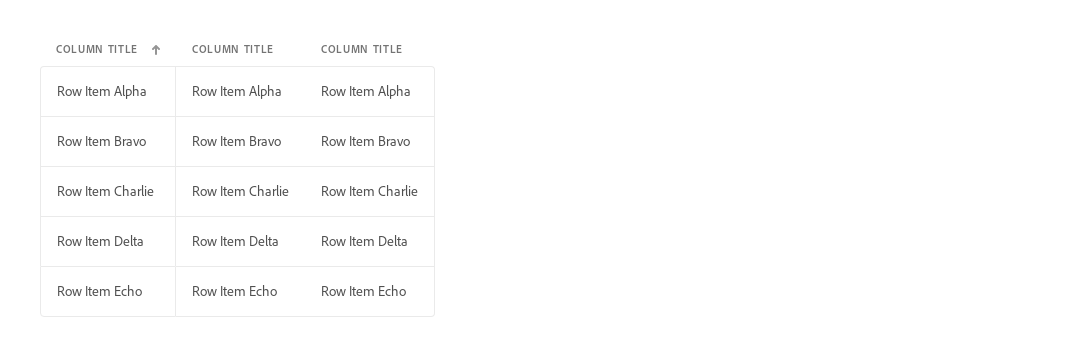 COLUMN TITLE COLUMN TITLE COLUMN TITLE
Row Item Alpha Row Item Alpha Row Item Alpha
Row Item Bravo Row Item Bravo Row Item Bravo
Row Item Charlie Row Item Charlie Row Item Charlie
Row Item Delta Row Item Delta Row Item Delta
Row Item Echo Row Item Echo Row Item Echo